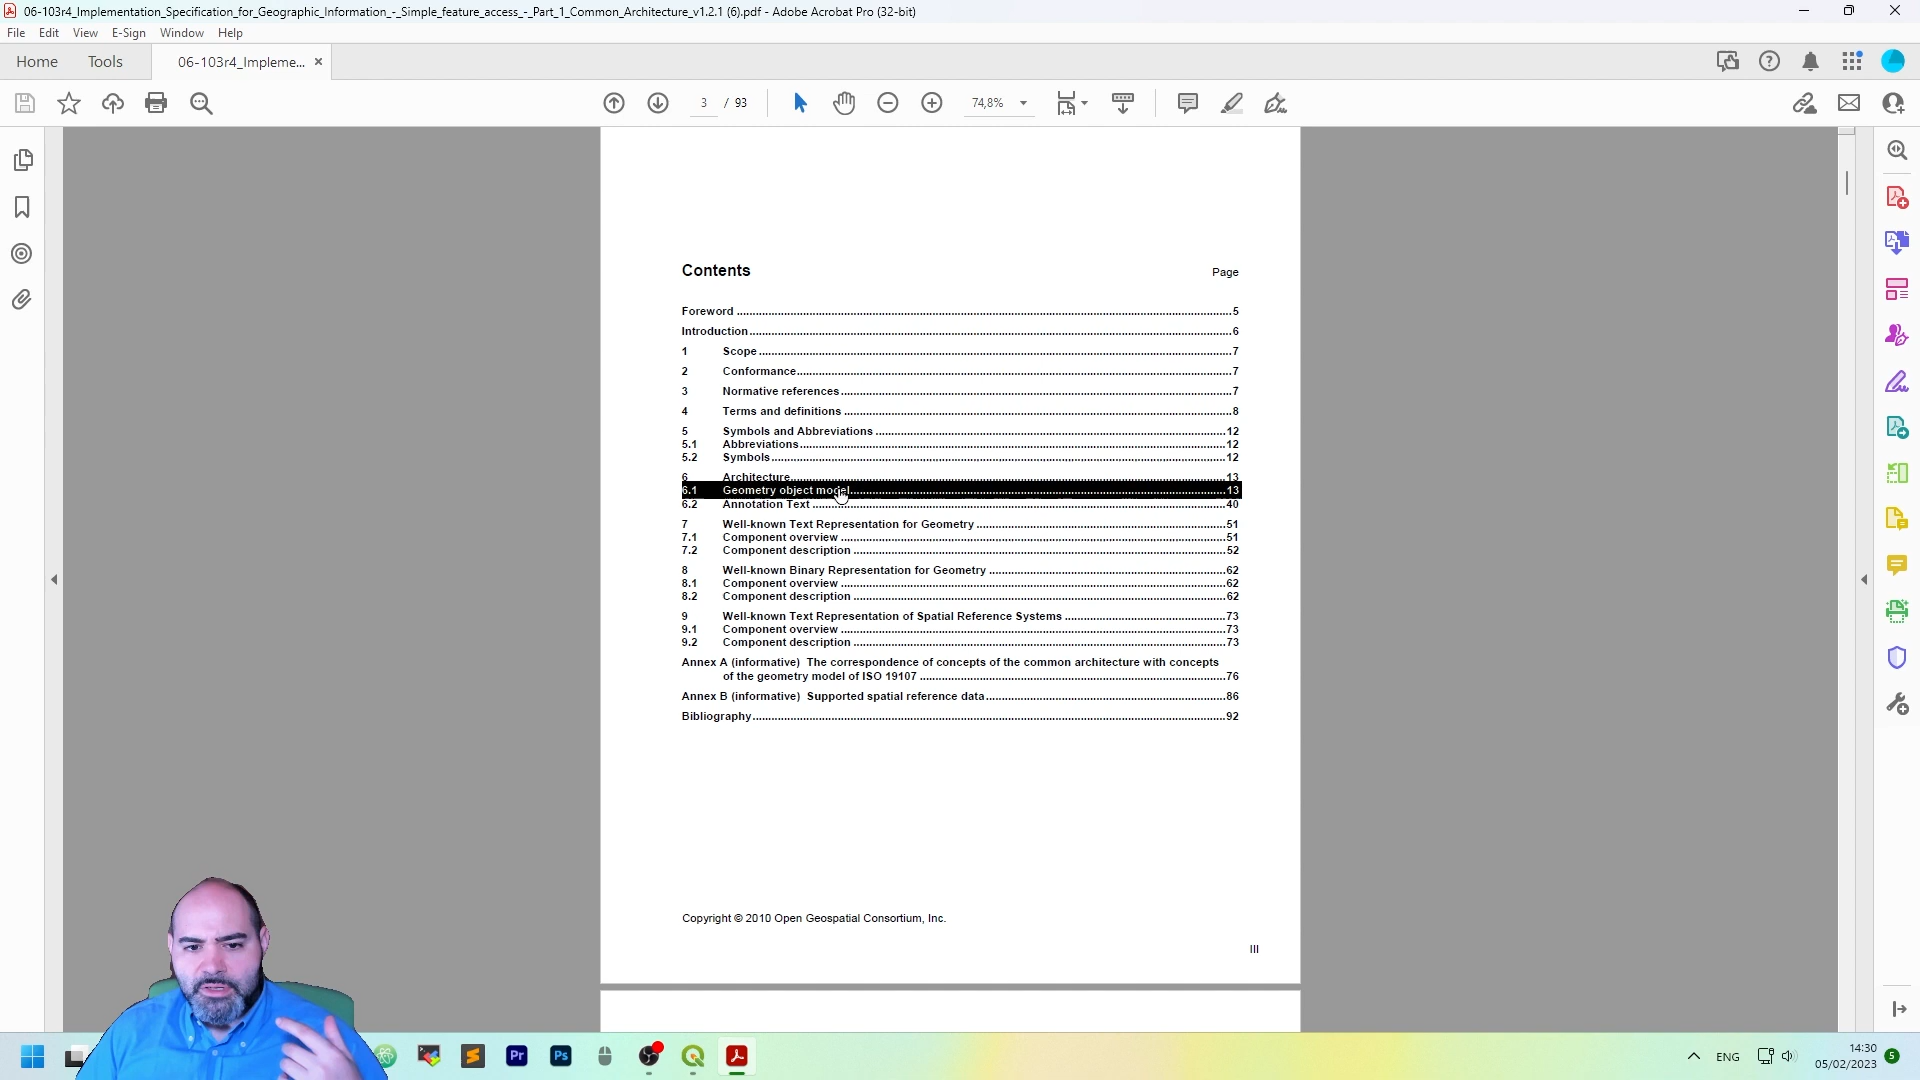 06-103r4_Implementation_Specification_for_Geographic_Information_-_Simple_feature_access_-_Part_1_Common_Architecture_v1.2.1 (6).pdf - Adobe Acrobat Pro (32-bit)
File Edit View E-Sign Window Help
Home Tools 06-103r4_Impleme... ×
3 / 93 74,8%
Contents Page
Foreword 5
Introduction 6
1 Scope 7
2 Conformance 7
3 Normative references 7
4 Terms and definitions 8
5 Symbols and Abbreviations 12
5.1 Abbreviations 12
5.2 Symbols 12
6 Architecture 13
6.1 Geometry object model 13
6.2 Annotation Text 40
7 Well-known Text Representation for Geometry 51
7.1 Component overview 51
7.2 Component description 52
8 Well-known Binary Representation for Geometry 62
8.1 Component overview 62
8.2 Component description 62
9 Well-known Text Representation of Spatial Reference Systems 73
9.1 Component overview 73
9.2 Component description 73
Annex A (informative) The correspondence of concepts of the common architecture with concepts
of the geometry model of ISO 19107 76
Annex B (informative) Supported spatial reference data 86
Bibliography 92
Copyright © 2010 Open Geospatial Consortium, Inc.
III
Pr Ps
ENG
14:30
05/02/2023 5